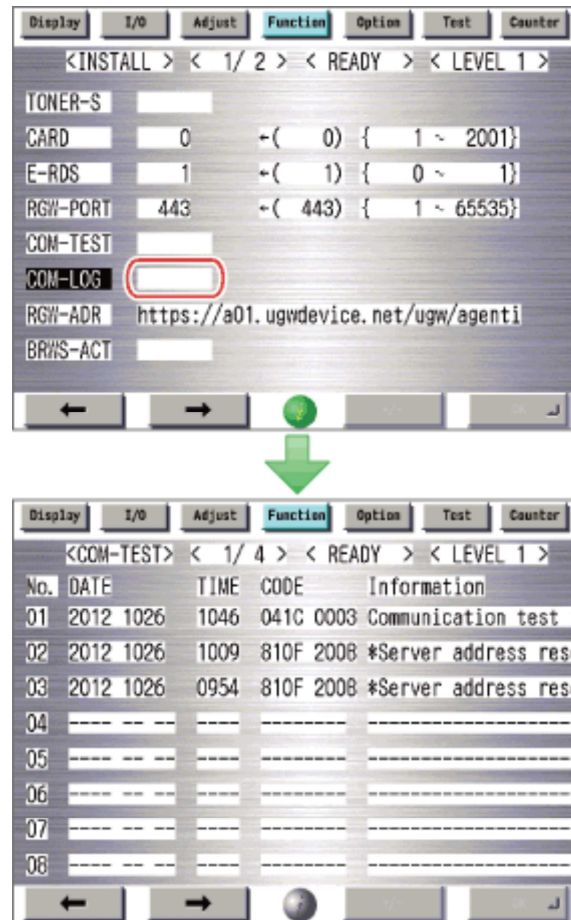 Display I/O Adjust Function Option Test Counter
<INSTALL > < 1/ 2 > < READY > < LEVEL 1 >
TONER-S
CARD 0 ←( 0) { 1 ~ 2001}
E-RDS 1 ←( 1) { 0 ~ 1}
RGW-PORT 443 ←( 443) { 1 ~ 65535}
COM-TEST
COM-LOG
RGW-ADR https://a01.ugwdevice.net/ugw/agenti
BRWS-ACT
← → +/- OK
Display I/O Adjust Function Option Test Counter
<COM-TEST> < 1/ 4 > < READY > < LEVEL 1 >
No. DATE TIME CODE Information
01 2012 1026 1046 041C 0003 Communication test
02 2012 1026 1009 810F 200B *Server address res
03 2012 1026 0954 810F 200B *Server address res
04 ---- -- -- ---- ---- ---- -------------------
05 ---- -- -- ---- ---- ---- -------------------
06 ---- -- -- ---- ---- ---- -------------------
07 ---- -- -- ---- ---- ---- -------------------
08 ---- -- -- ---- ---- ---- -------------------
← → +/- OK